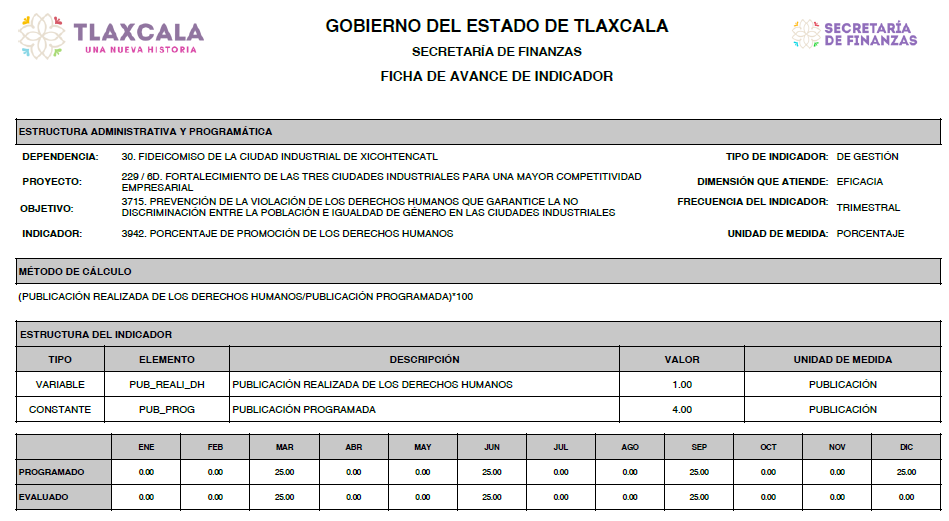 TLAXCALA
UNA NUEVA HISTORIA
GOBIERNO DEL ESTADO DE TLAXCALA
SECRETARÍA DE FINANZAS
FICHA DE AVANCE DE INDICADOR
SECRETARÍA
DE FINANZAS
ESTRUCTURA ADMINISTRATIVA Y PROGRAMÁTICA
DEPENDENCIA: 30. FIDEICOMISO DE LA CIUDAD INDUSTRIAL DE XICOHTENCATL TIPO DE INDICADOR: DE GESTIÓN
PROYECTO: 229 / 6D. FORTALECIMIENTO DE LAS TRES CIUDADES INDUSTRIALES PARA UNA MAYOR COMPETITIVIDAD
EMPRESARIAL DIMENSIÓN QUE ATIENDE: EFICACIA
OBJETIVO: 3715. PREVENCIÓN DE LA VIOLACIÓN DE LOS DERECHOS HUMANOS QUE GARANTICE LA NO
DISCRIMINACIÓN ENTRE LA POBLACIÓN E IGUALDAD DE GÉNERO EN LAS CIUDADES INDUSTRIALES FRECUENCIA DEL INDICADOR: TRIMESTRAL
INDICADOR: 3942. PORCENTAJE DE PROMOCIÓN DE LOS DERECHOS HUMANOS UNIDAD DE MEDIDA: PORCENTAJE
MÉTODO DE CÁLCULO
(PUBLICACIÓN REALIZADA DE LOS DERECHOS HUMANOS/PUBLICACIÓN PROGRAMADA)*100
ESTRUCTURA DEL INDICADOR
TIPO ELEMENTO DESCRIPCIÓN VALOR UNIDAD DE MEDIDA
VARIABLE PUB_REALI_DH PUBLICACIÓN REALIZADA DE LOS DERECHOS HUMANOS 1.00 PUBLICACIÓN
CONSTANTE PUB_PROG PUBLICACIÓN PROGRAMADA 4.00 PUBLICACIÓN
ENE FEB MAR ABR MAY JUN JUL AGO SEP OCT NOV DIC
PROGRAMADO 0.00 0.00 25.00 0.00 0.00 25.00 0.00 0.00 25.00 0.00 0.00 25.00
EVALUADO 0.00 0.00 25.00 0.00 0.00 25.00 0.00 0.00 25.00 0.00 0.00 0.00